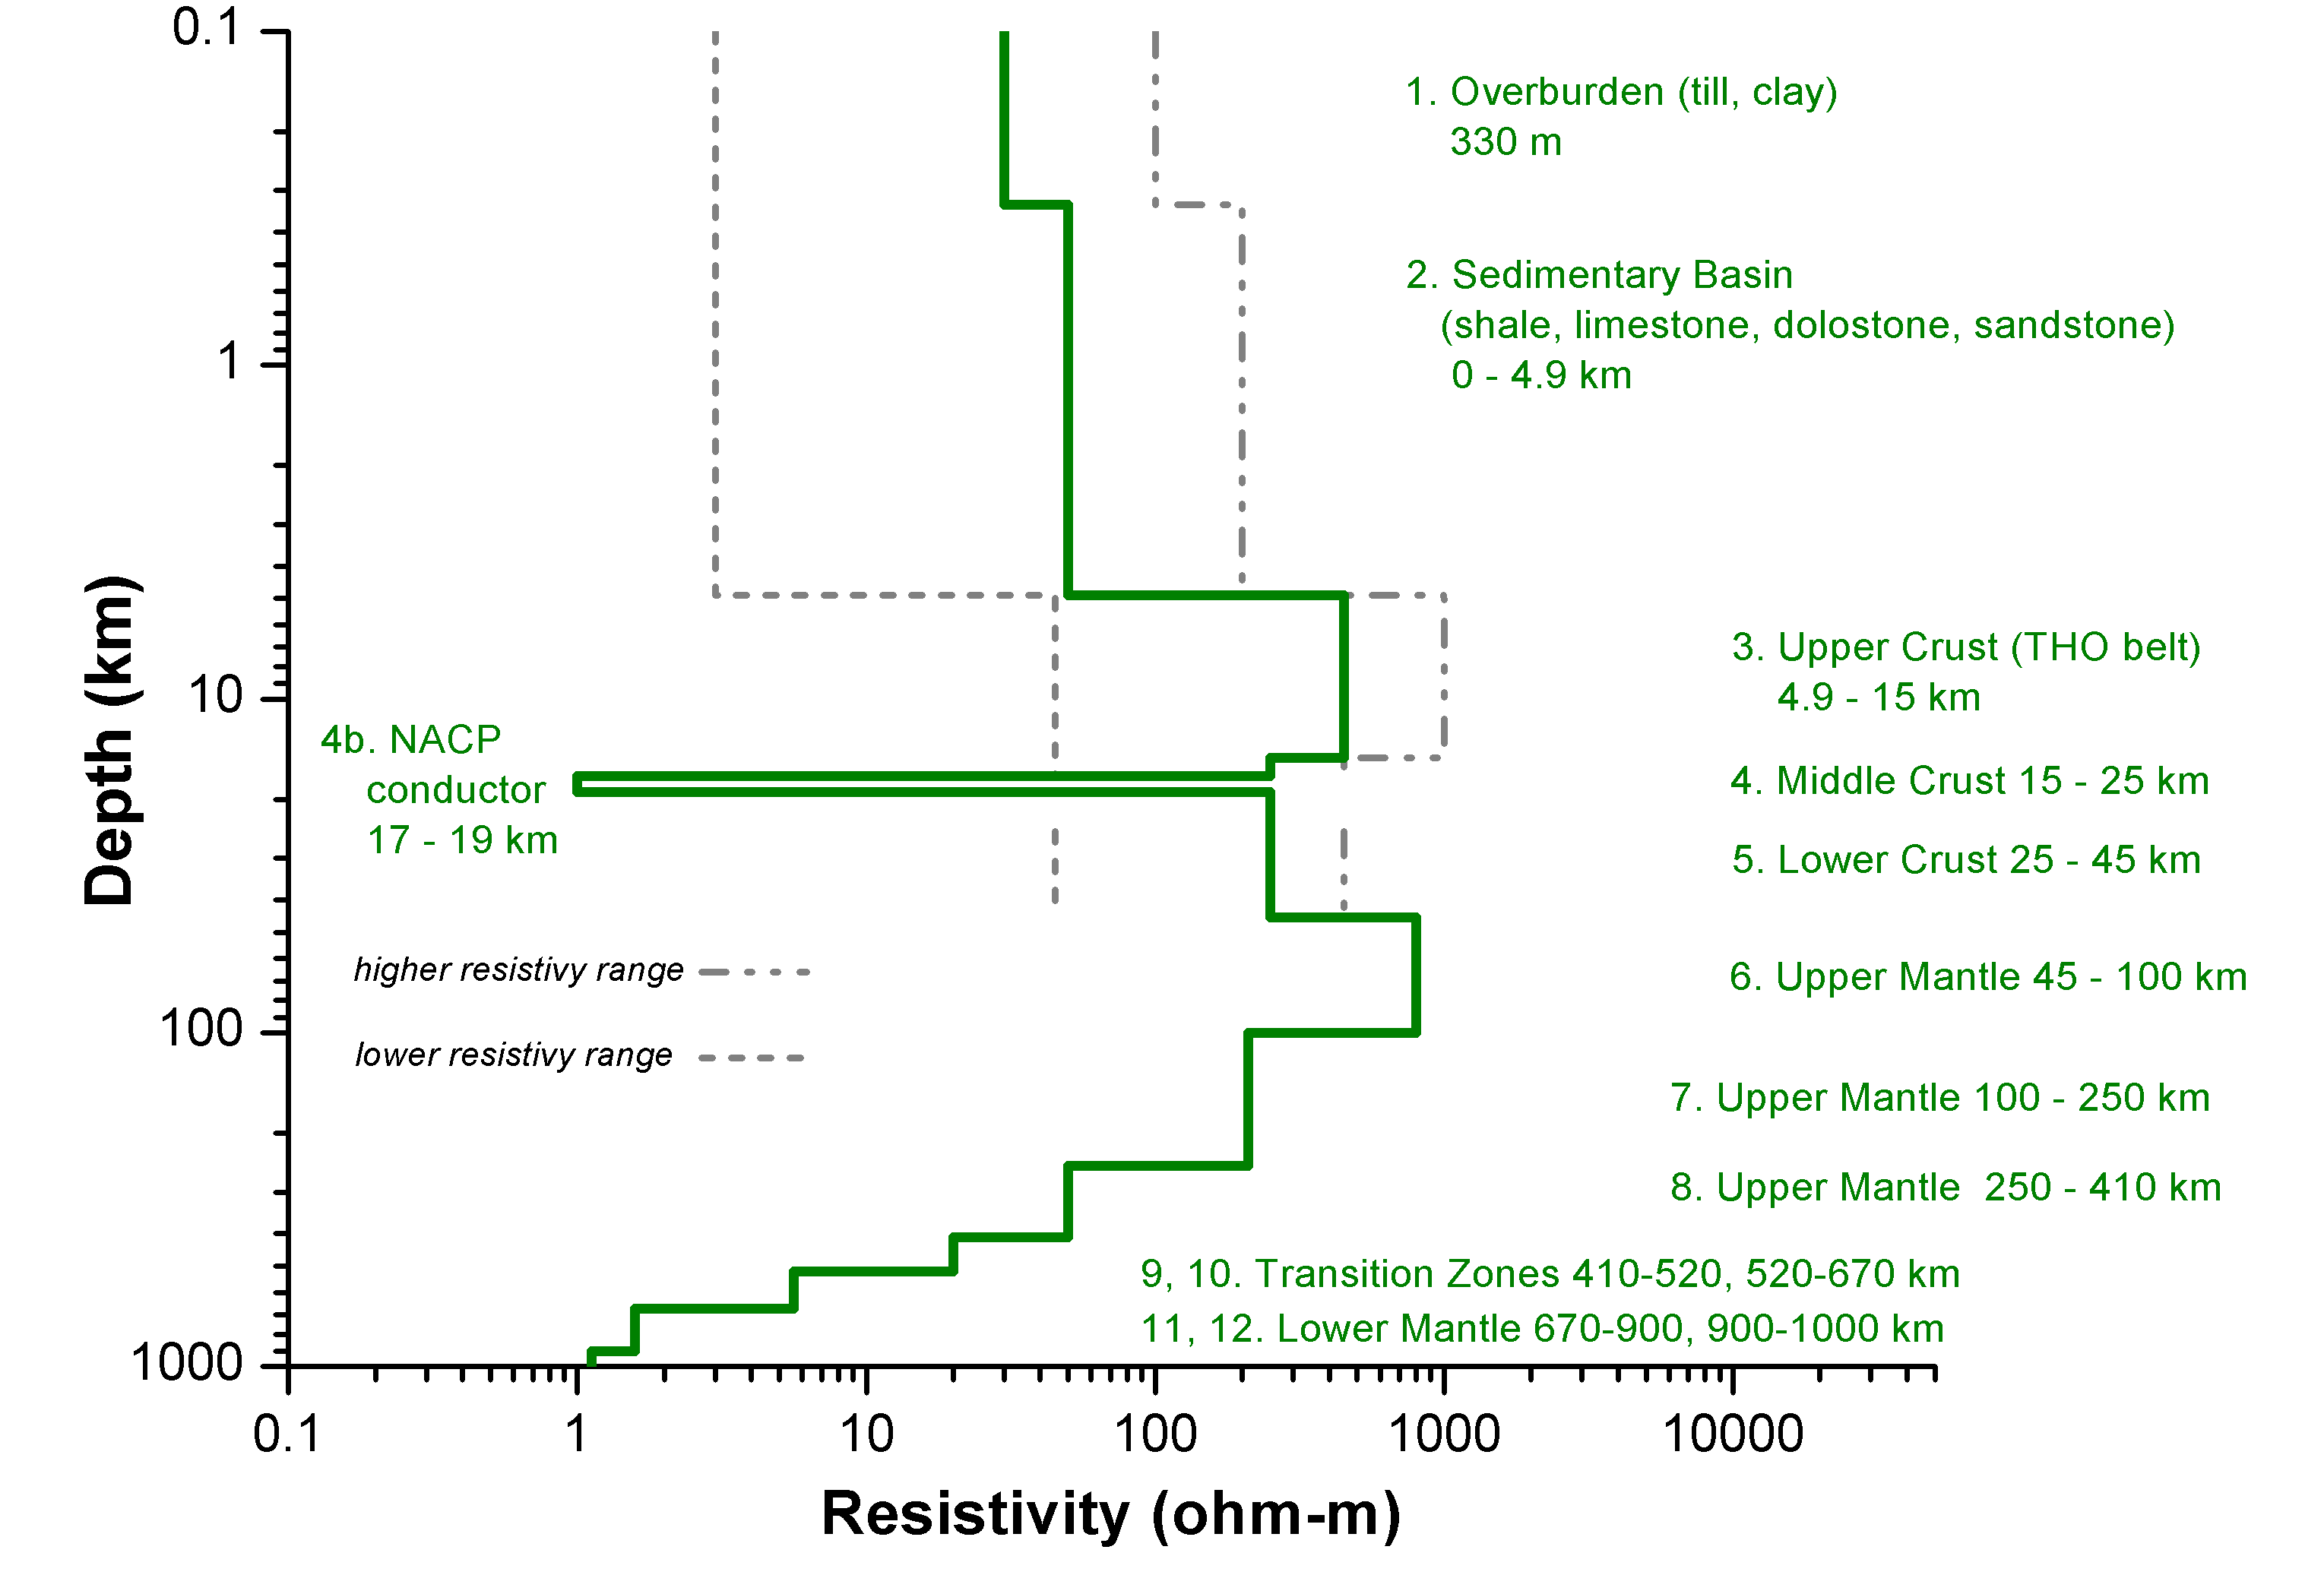 0.1
1
10
100
1000
Depth (km)
1. Overburden (till, clay)
330 m
2. Sedimentary Basin
(shale, limestone, dolostone, sandstone)
0 - 4.9 km
3. Upper Crust (THO belt)
4.9 - 15 km
4b. NACP
conductor
17 - 19 km
4. Middle Crust 15 - 25 km
5. Lower Crust 25 - 45 km
higher resistivy range
lower resistivy range
6. Upper Mantle 45 - 100 km
7. Upper Mantle 100 - 250 km
8. Upper Mantle 250 - 410 km
9, 10. Transition Zones 410-520, 520-670 km
11, 12. Lower Mantle 670-900, 900-1000 km
0.1 1 10 100 1000 10000
Resistivity (ohm-m)